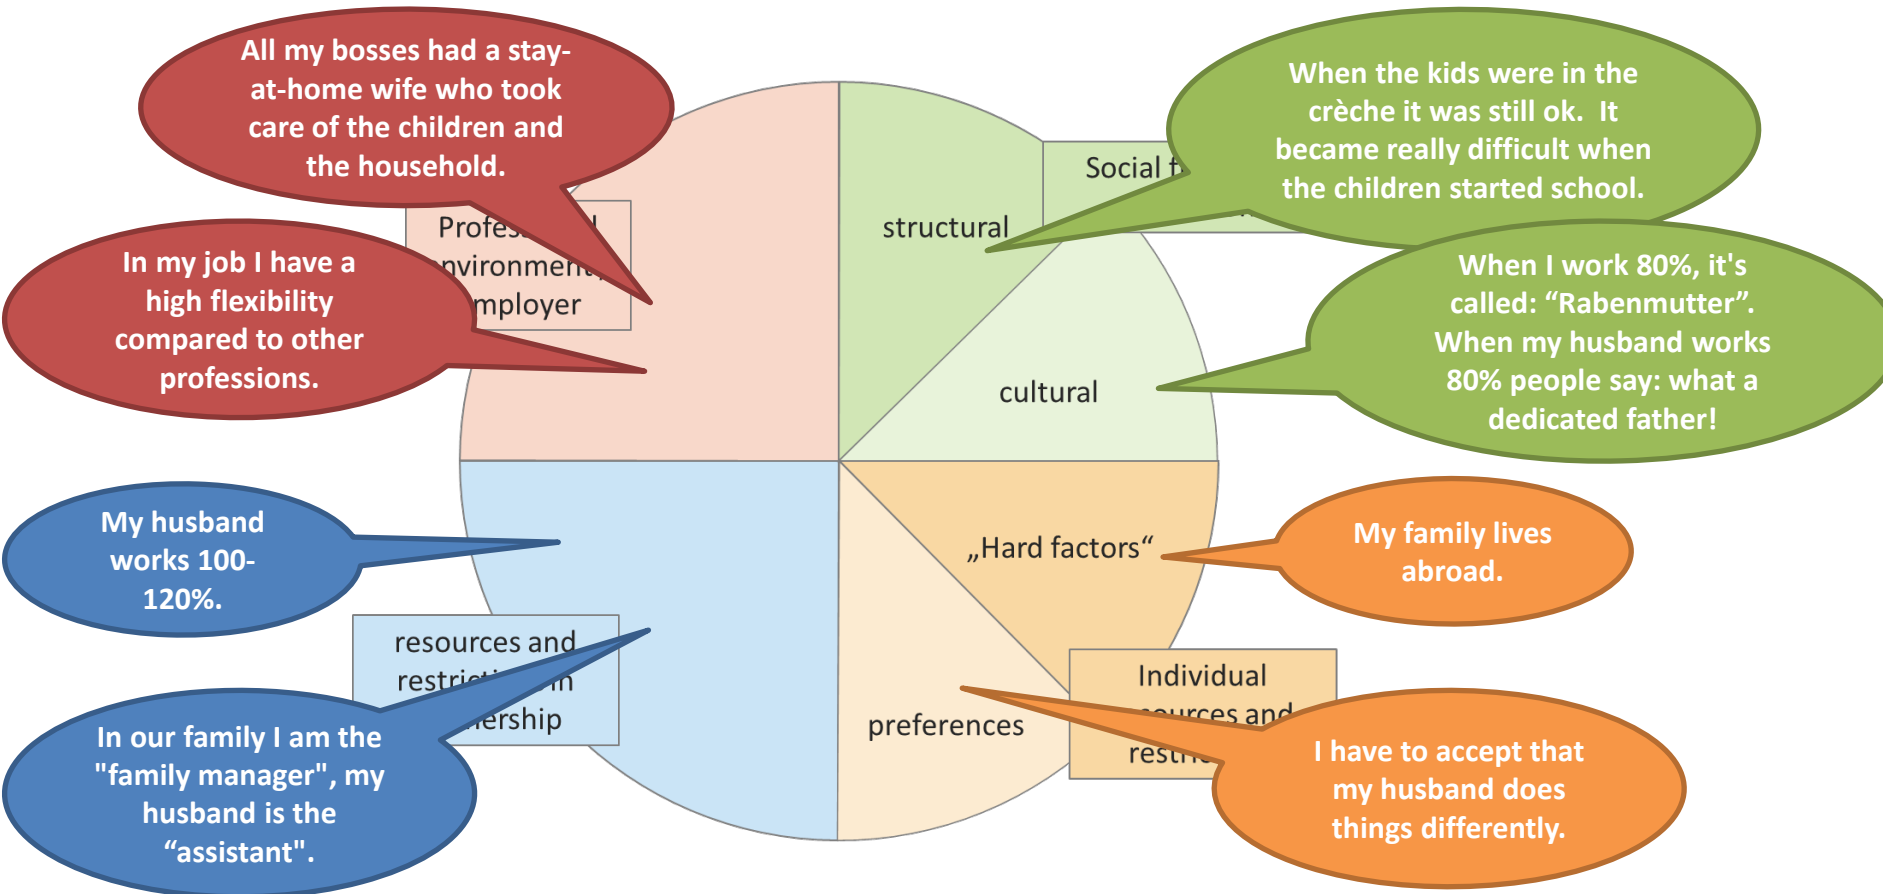 All my bosses had a stay-
at-home wife who took
care of the children and
the household.
When the kids were in the
crèche it was still ok.  It
became really difficult when
the children started school.
Social
structural
In my job I have a
high flexibility
compared to other
professions.
When I work 80%, it's
called: “Rabenmutter”.
When my husband works
80% people say: what a
dedicated father!
cultural
My husband
works 100-
120%.
„Hard factors“
My family lives
abroad.
resources and
In our family I am the
"family manager", my
husband is the
“assistant".
preferences
Individual
and
I have to accept that
my husband does
things differently.